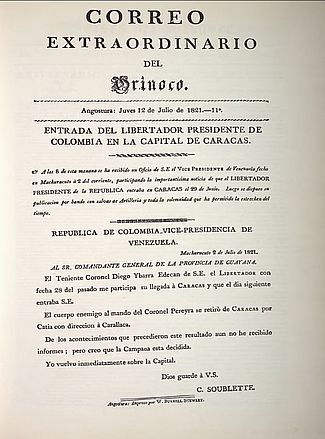 CORREO
EXTRAORDINARIO
DEL
Orinoco.
Angostura: Juves 12 de Julio de 1821.—11º.
ENTRADA DEL LIBERTADOR PRESIDENTE DE
COLOMBIA EN LA CAPITAL DE CARACAS.
A las 8 de esta manana se ha recibido un Oficio de S.E el VICE PRESIDENTE de Venezuela fecho
en Machurucuto á 2 del corriente, participando la importantisima noticia de que el LIBERTADOR
PRESIDENTE de la REPUBLICA entraba en CARACAS el 29 de Junio. Luego se dispuso su
publicacion por bando con salvas de Artilleria y toda la solemnidad que ha permitido la estrechez del
tiempo.
REPUBLICA DE COLOMBIA, VICE-PRESIDENCIA DE
VENEZUELA.
Machurucuto 2 de Julio de 1821.
AL SR. COMANDANTE GENERAL DE LA PROVINCIA DE GUAYANA.
El Teniente Coronel Diego Ybarra Edecan de S.E. el LIBERTADOR con
fecha 28 del pasado me participa su llegada à CARACAS y que el dia siguiente
entraba S.E.
El cuerpo enemigo al mando del Coronel Pereyra se retirò de CARACAS por
Catia con direccion à Carallaca.
De los acontecimientos que precedieron este resultado aun no he recibido
informes; pero creo que la Campaña esta decidida.
Yo vuelvo inmediatamente sobre la Capital.
Dios guarde à V.S.
C. SOUBLETTE.
Angostura: Impreso por W. BURRELL STEWART.